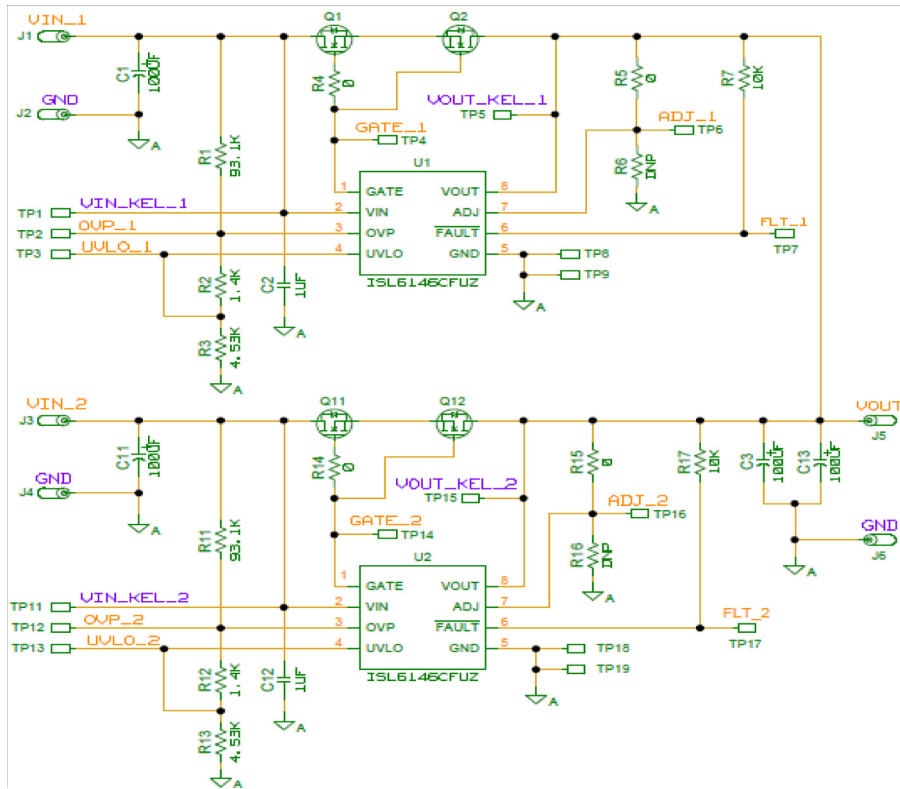 VIN_1
J1
Q1
Q2
C1
100UF
R4
0
R5
0
R7
10K
GND
J2
A
VOUT_KEL_1
TP5
GATE_1
TP4
ADJ_1
TP6
R1
93.1K
R6
DNP
U1
1
GATE
VOUT
8
TP1
VIN_KEL_1
2
VIN
ADJ
7
TP2
OVP_1
3
OVP
FAULT
6
FLT_1
TP7
TP3
UVLO_1
4
UVLO
GND
5
TP8
TP9
ISL6146CFUZ
R2
1.4K
C2
1UF
A
A
R3
4.53K
A
VIN_2
J3
Q11
Q12
VOUT
J5
C11
100UF
R14
0
R15
0
R17
10K
C3
100UF
C13
100UF
GND
J4
A
VOUT_KEL_2
TP15
GATE_2
TP14
ADJ_2
TP16
GND
J6
A
R11
93.1K
R16
DNP
A
U2
1
GATE
VOUT
8
TP11
VIN_KEL_2
2
VIN
ADJ
7
TP12
OVP_2
3
OVP
FAULT
6
FLT_2
TP17
TP13
UVLO_2
4
UVLO
GND
5
TP18
TP19
ISL6146CFUZ
R12
1.4K
C12
1UF
A
A
R13
4.53K
A
A